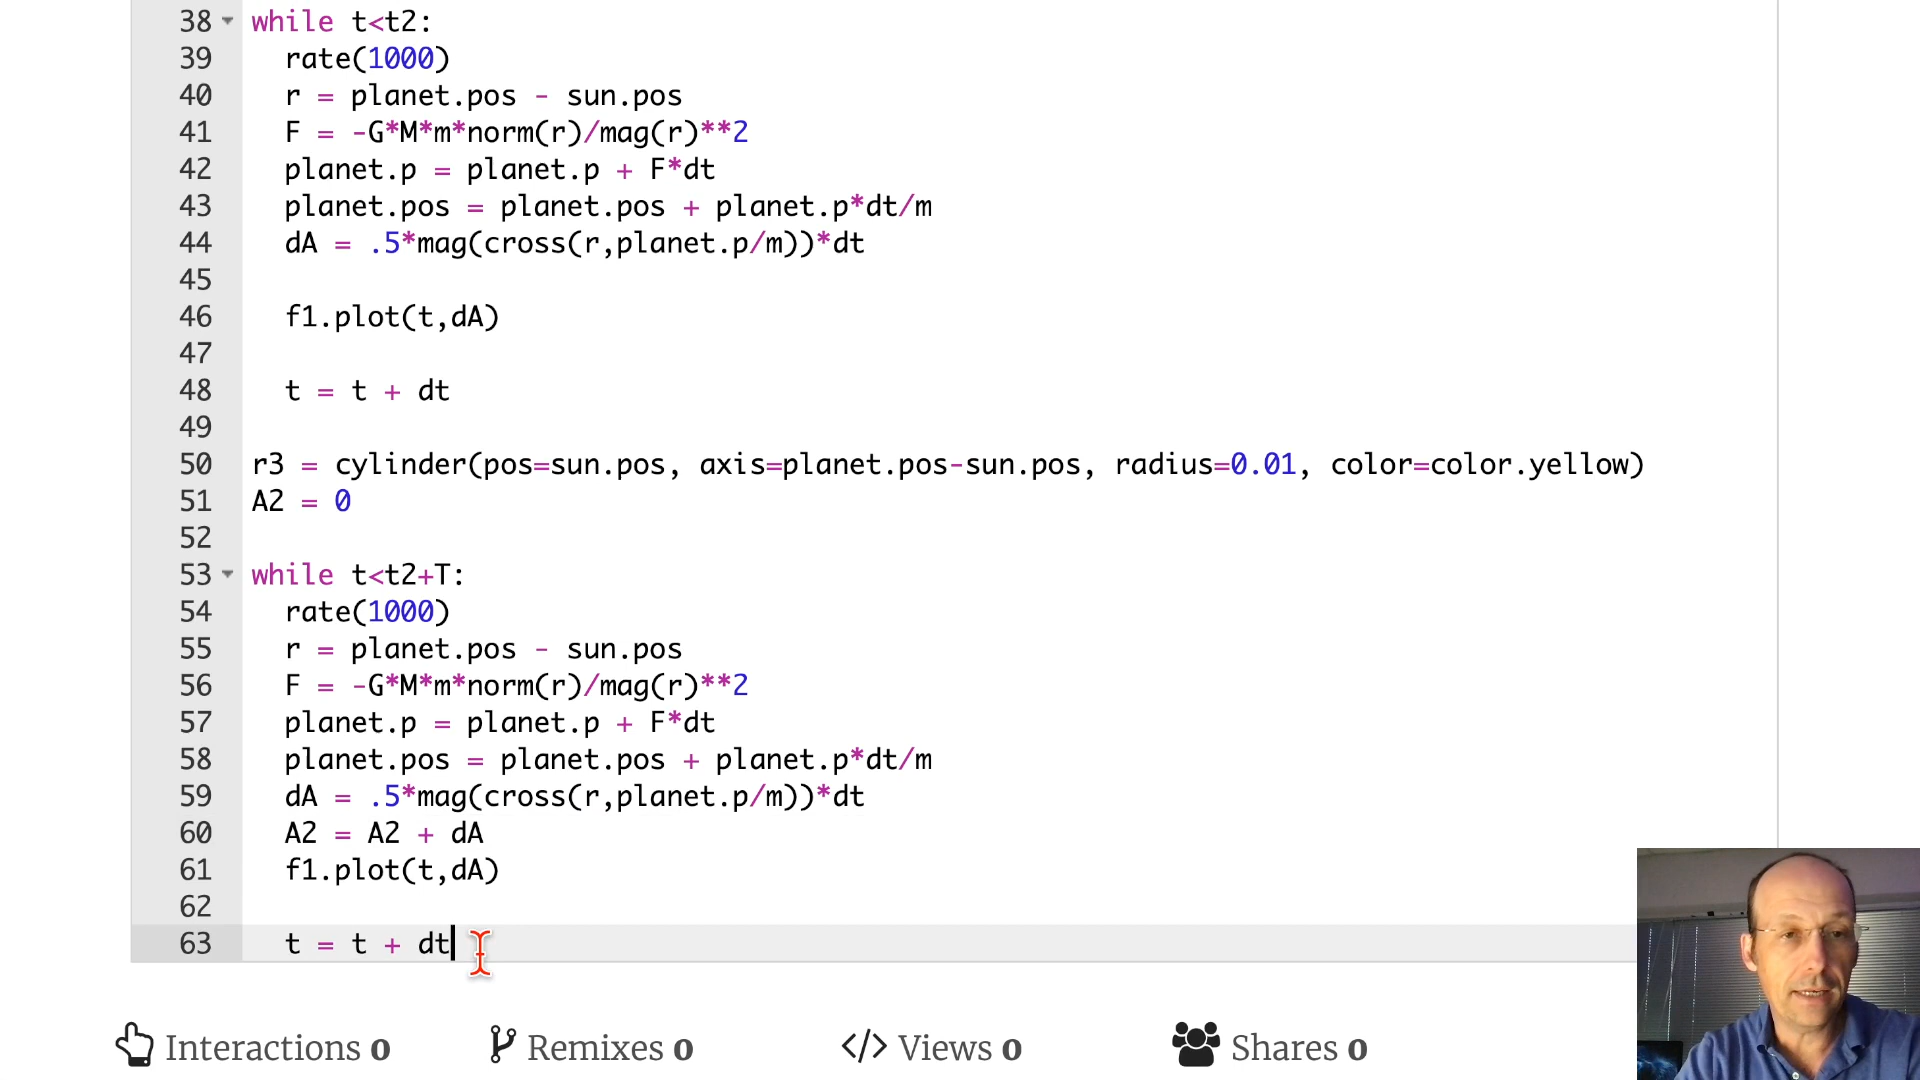 38 while t<t2:
39 rate(1000)
40 r = planet.pos - sun.pos
41 F = -G*M*m*norm(r)/mag(r)**2
42 planet.p = planet.p + F*dt
43 planet.pos = planet.pos + planet.p*dt/m
44 dA = .5*mag(cross(r,planet.p/m))*dt
45
46 f1.plot(t,dA)
47
48 t = t + dt
49
50 r3 = cylinder(pos=sun.pos, axis=planet.pos-sun.pos, radius=0.01, color=color.yellow)
51 A2 = 0
52
53 while t<t2+T:
54 rate(1000)
55 r = planet.pos - sun.pos
56 F = -G*M*m*norm(r)/mag(r)**2
57 planet.p = planet.p + F*dt
58 planet.pos = planet.pos + planet.p*dt/m
59 dA = .5*mag(cross(r,planet.p/m))*dt
60 A2 = A2 + dA
61 f1.plot(t,dA)
62
63 t = t + dt
Interactions 0 Remixes 0 </> Views 0 Shares 0